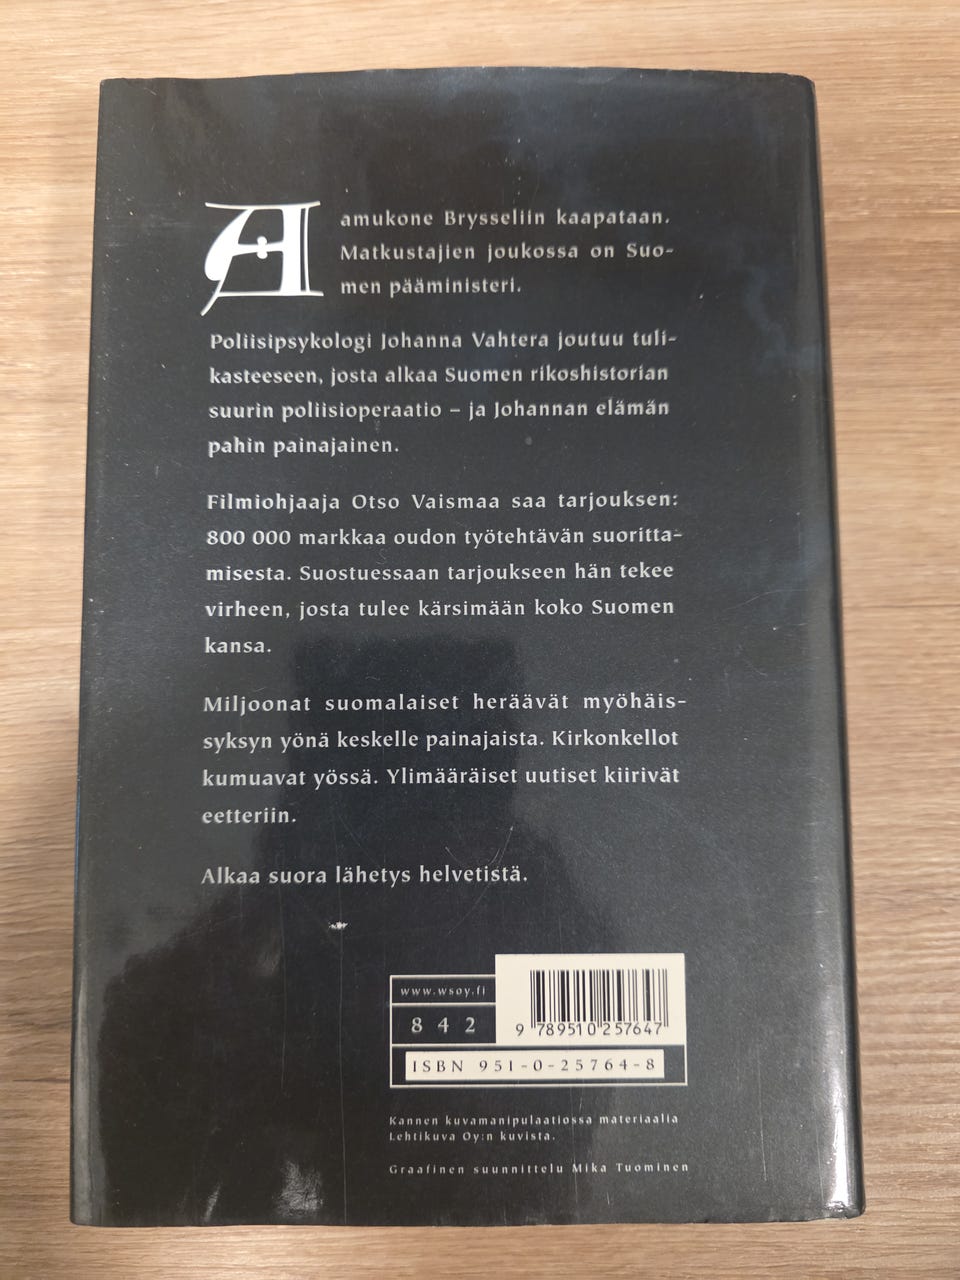 Aamukone Brysseliin kaapataan.
Matkustajien joukossa on Suo-
men pääministeri.
Poliisipsykologi Johanna Vahtera joutuu tuli-
kasteeseen, josta alkaa Suomen rikoshistorian
suurin poliisioperaatio – ja Johannan elämän
pahin painajainen.
Filmiohjaaja Otso Vaismaa saa tarjouksen:
800 000 markkaa oudon työtehtävän suoritta-
misesta. Suostuessaan tarjoukseen hän tekee
virheen, josta tulee kärsimään koko Suomen
kansa.
Miljoonat suomalaiset heräävät myöhäis-
syksyn yönä keskelle painajaista. Kirkonkellot
kumuavat yössä. Ylimääräiset uutiset kiirivät
eetteriin.
Alkaa suora lähetys helvetistä.
www.wsoy.fi
842
9 789510 257647
ISBN 951-0-25764-8
Kannen kuvamanipulaatiossa materiaalia
Lehtikuva Oy:n kuvista.
Graafinen suunnittelu Mika Tuominen